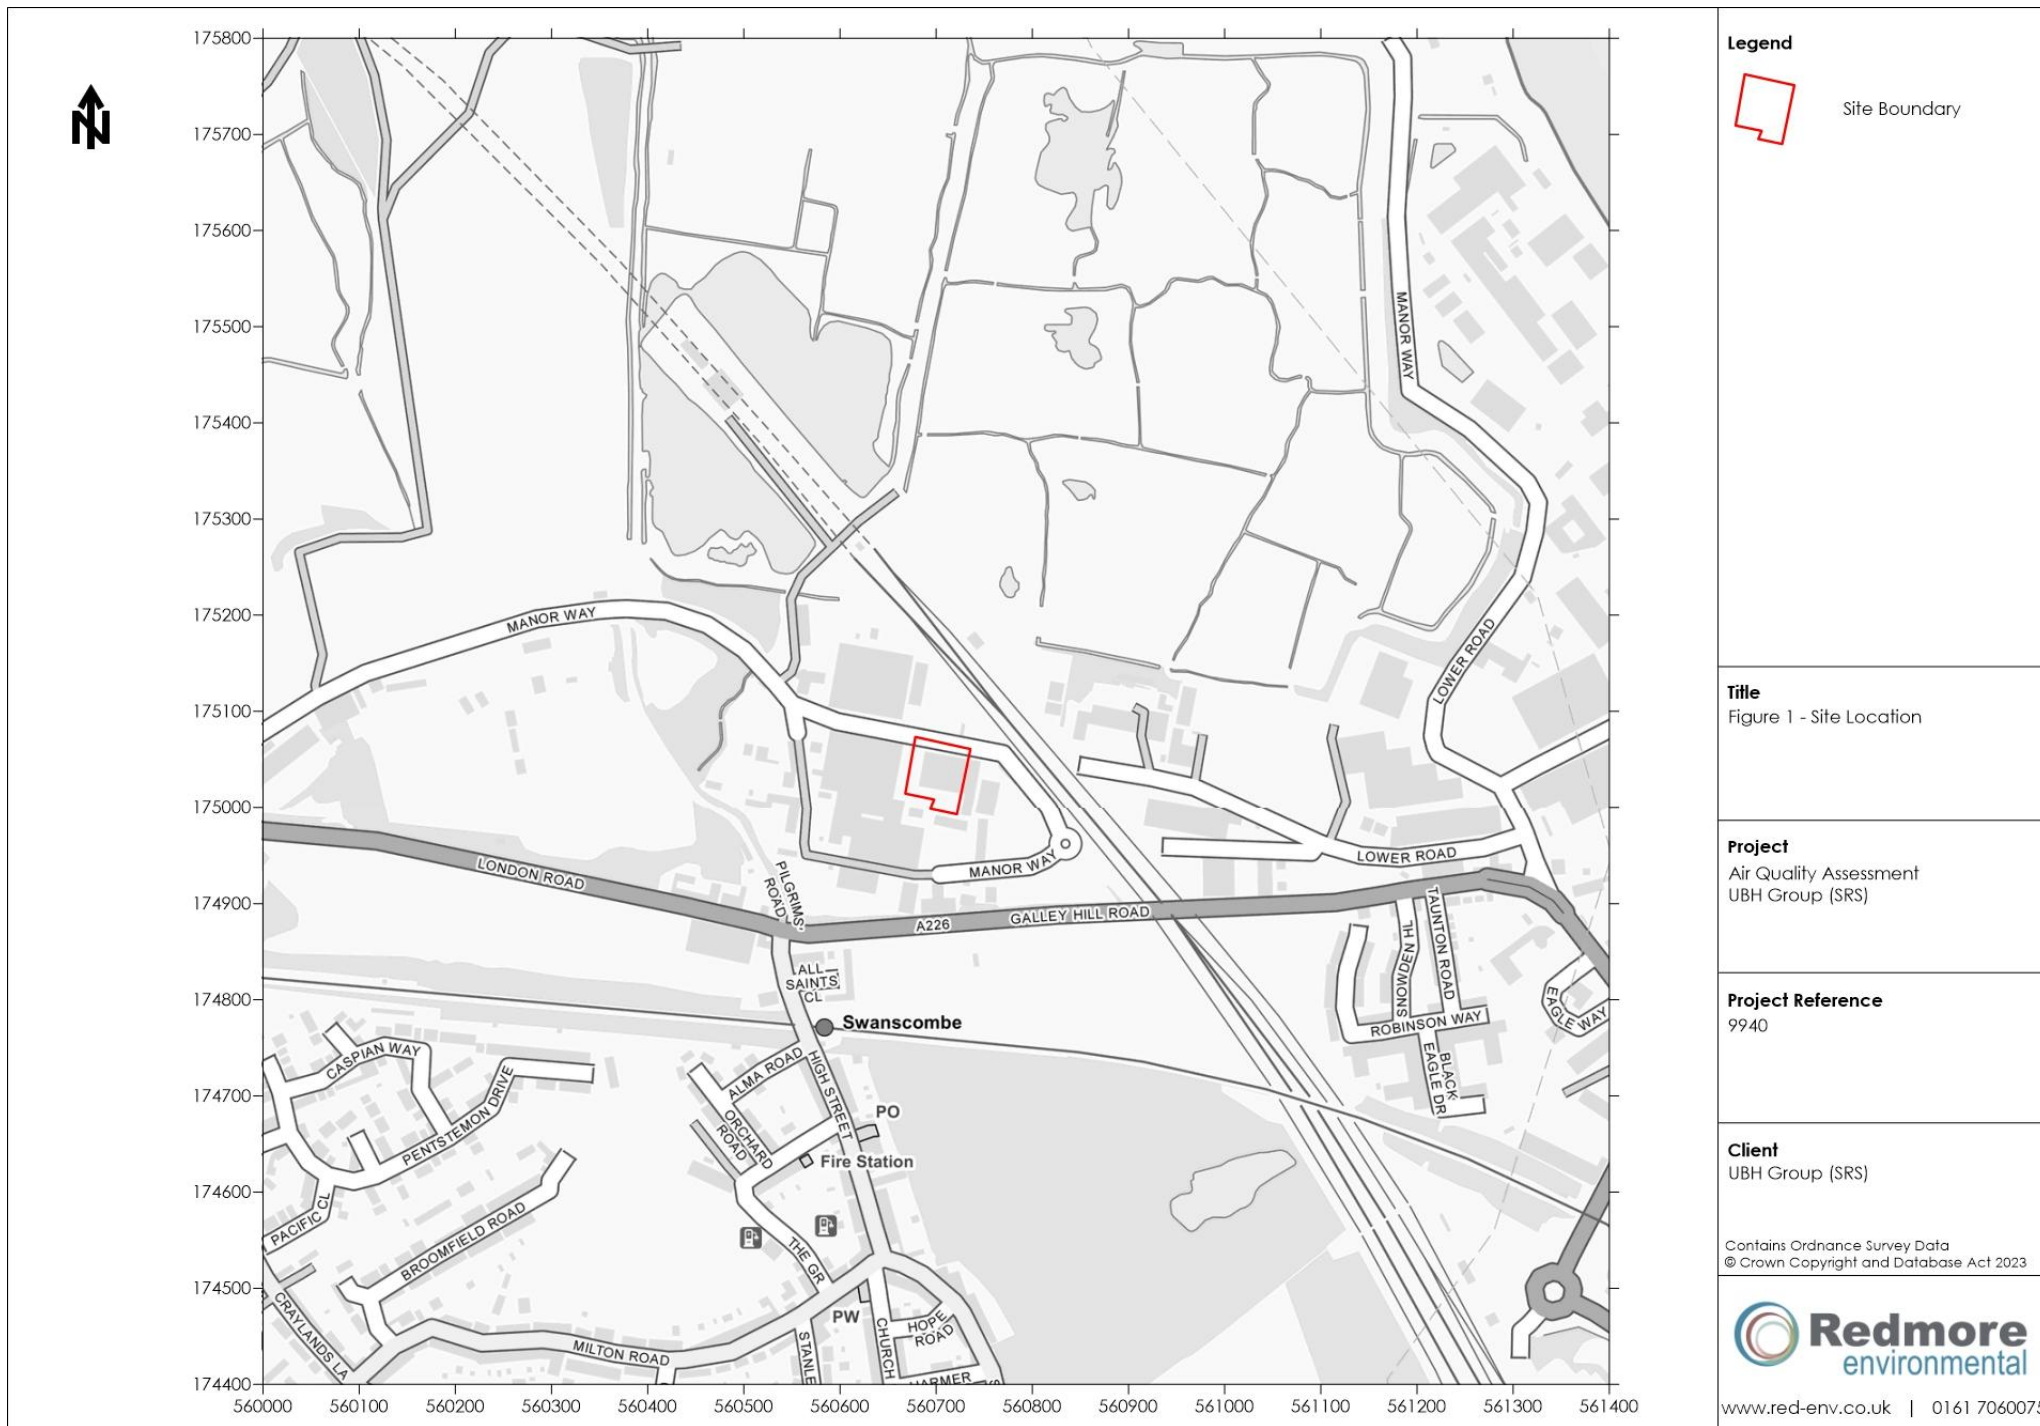 175800
175700
175600
175500
175400
175300
175200
175100
175000
174900
174800
174700
174600
174500
174400
560000 560100 560200 560300 560400 560500 560600 560700 560800 560900 561000 561100 561200 561300 561400
N
MANOR WAY
MANOR WAY
LOWER ROAD
MANOR WAY
LOWER ROAD
LONDON ROAD
PILGRIMS
ROAD
A226
GALLEY HILL ROAD
TAUNTON ROAD
SNOWDEN HL
ROBINSON WAY
BLACK
EAGLE DR
EAGLE WAY
ALL
SAINTS
CL
Swanscombe
CASPIAN WAY
PENTSTEMON DRIVE
ALMA ROAD
HIGH STREET
ORCHARD
ROAD
PO
Fire Station
PACIFIC CL
BROOMFIELD ROAD
THE GR
CRAYLANDS LA
MILTON ROAD
PW
STANLE
CHURCH
HOPE
ROAD
HARMER
S
Legend
Site Boundary
Title
Figure 1 - Site Location
Project
Air Quality Assessment
UBH Group (SRS)
Project Reference
9940
Client
UBH Group (SRS)
Contains Ordnance Survey Data
© Crown Copyright and Database Act 2023
Redmore
environmental
www.red-env.co.uk | 0161 7060075